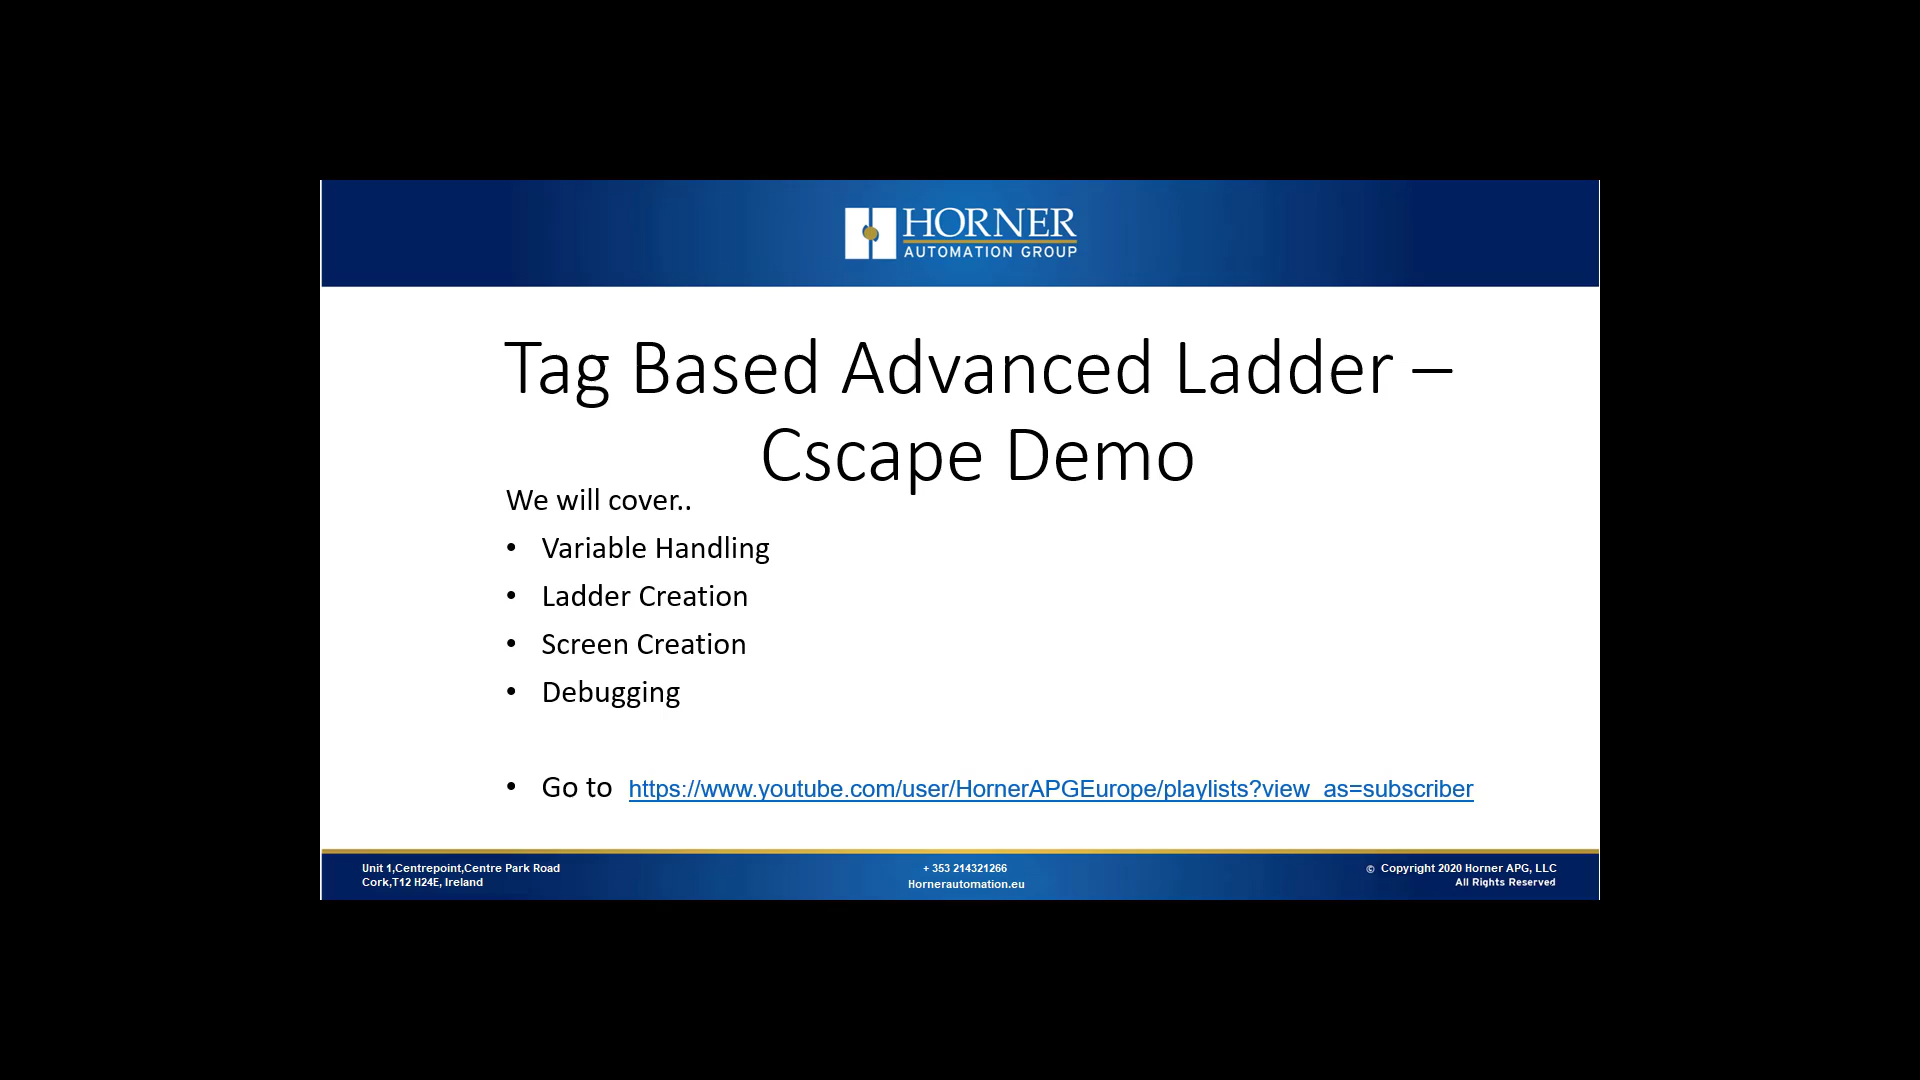 HORNER
AUTOMATION GROUP
Tag Based Advanced Ladder –
Cscape Demo
We will cover..
• Variable Handling
• Ladder Creation
• Screen Creation
• Debugging
• Go to https://www.youtube.com/user/HornerAPGEurope/playlists?view_as=subscriber
Unit 1,Centrepoint,Centre Park Road
Cork,T12 H24E, Ireland
+ 353 214321266
Hornerautomation.eu
© Copyright 2020 Horner APG, LLC
All Rights Reserved